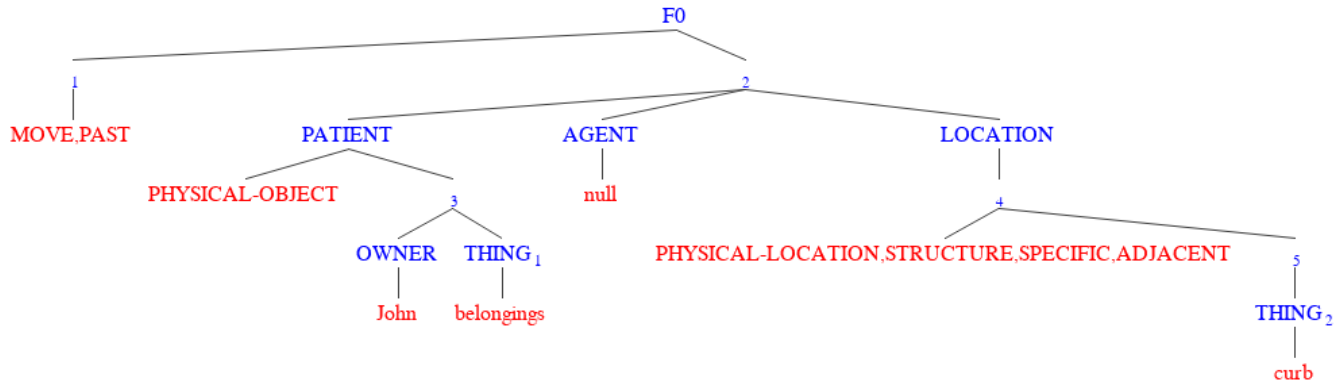 F0
1 2
MOVE,PAST PATIENT AGENT LOCATION
PHYSICAL-OBJECT 3 null 4
OWNER THING1 PHYSICAL-LOCATION,STRUCTURE,SPECIFIC,ADJACENT 5
John belongings THING2
curb